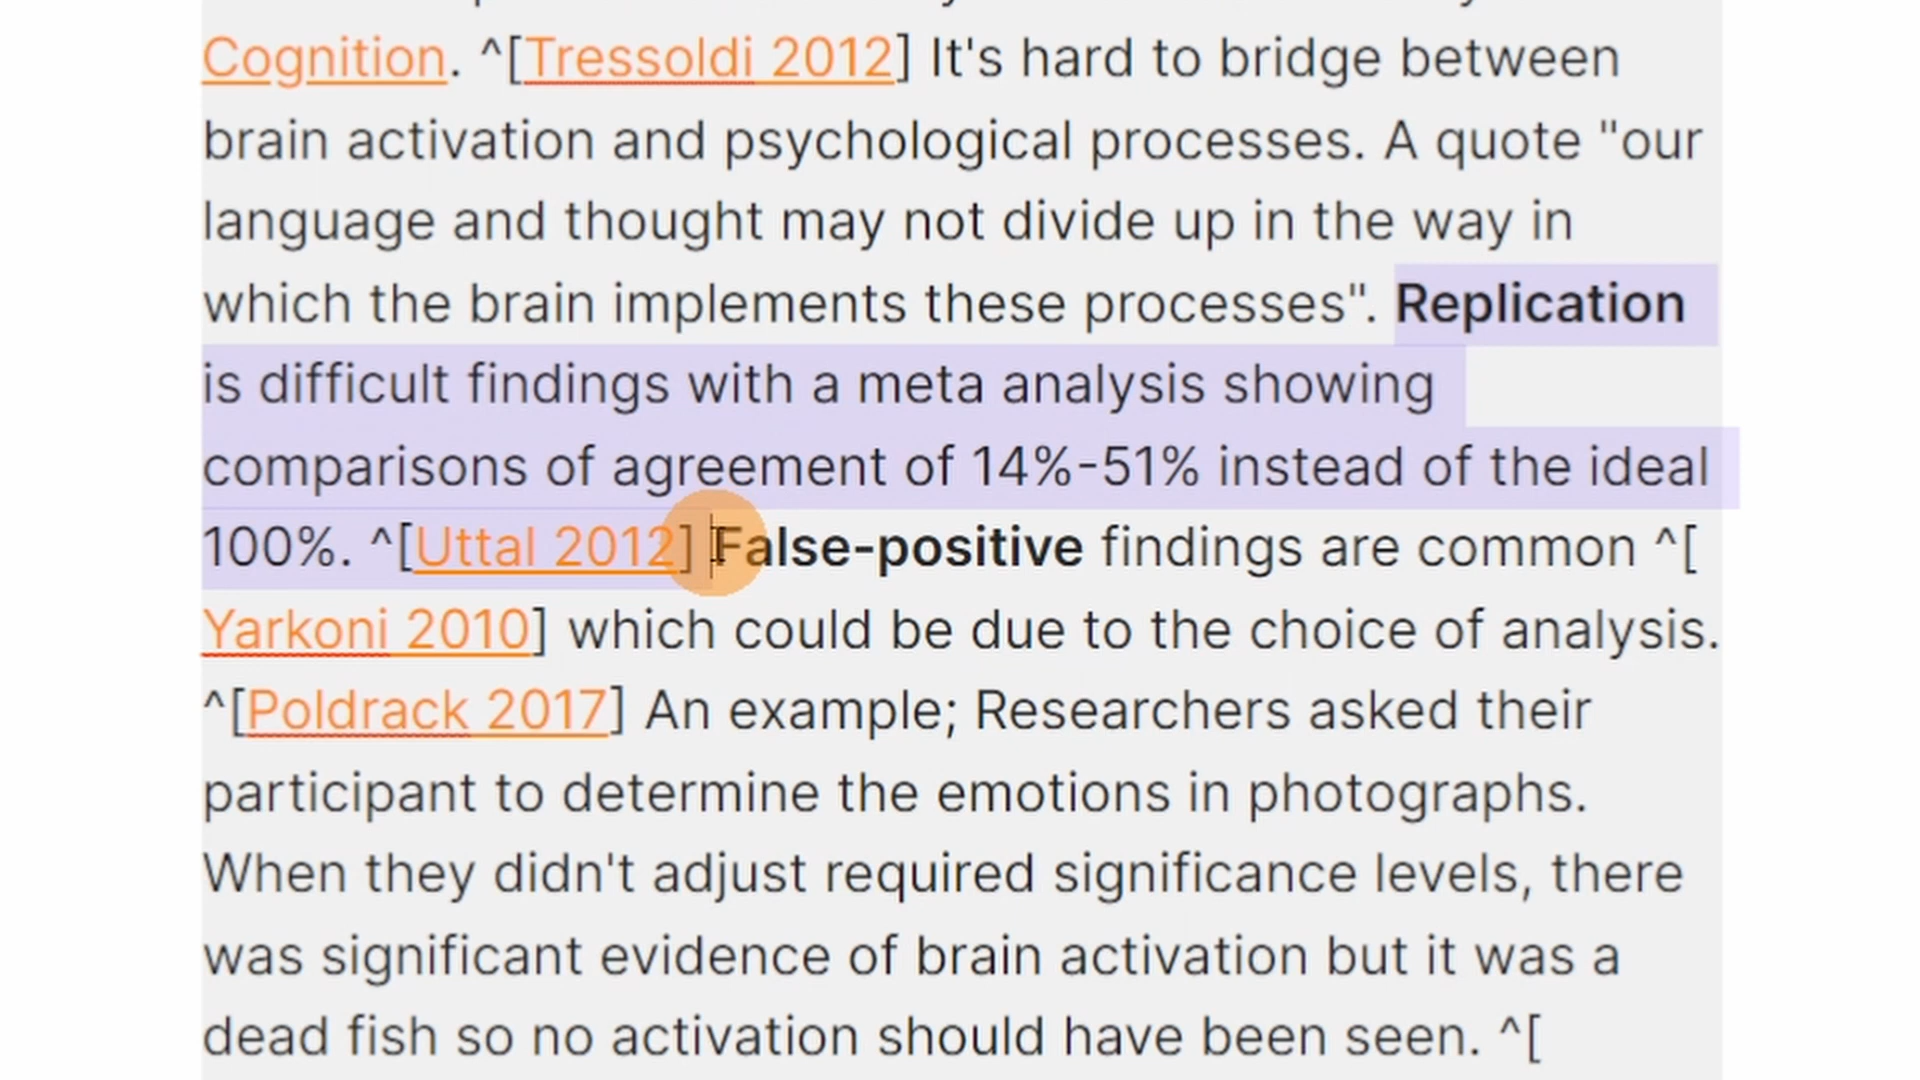 Cognition. ^[Tressoldi 2012] It's hard to bridge between
brain activation and psychological processes. A quote "our
language and thought may not divide up in the way in
which the brain implements these processes". Replication
is difficult findings with a meta analysis showing
comparisons of agreement of 14%-51% instead of the ideal
100%. ^[Uttal 2012] False-positive findings are common ^[
Yarkoni 2010] which could be due to the choice of analysis.
^[Poldrack 2017] An example; Researchers asked their
participant to determine the emotions in photographs.
When they didn't adjust required significance levels, there
was significant evidence of brain activation but it was a
dead fish so no activation should have been seen. ^[